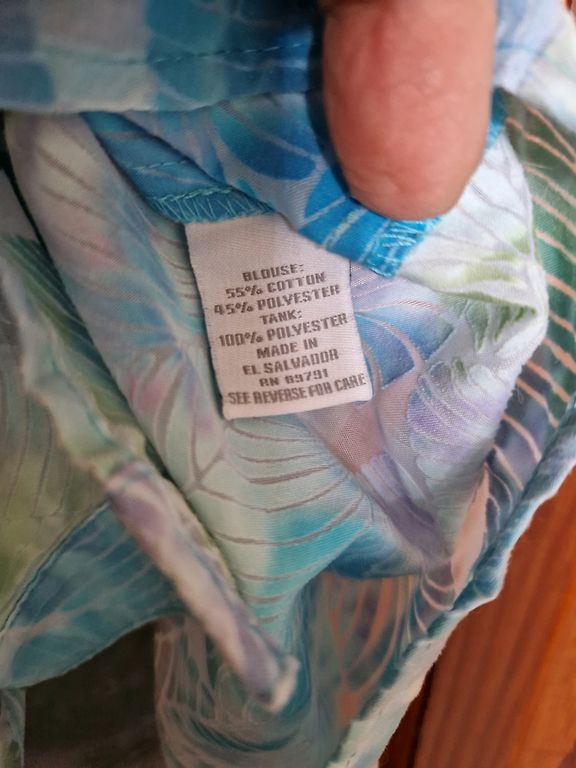 BLOUSE:
55% COTTON
45% POLYESTER
TANK:
100% POLYESTER
MADE IN
EL SALVADOR
RN 69791
SEE REVERSE FOR CARE